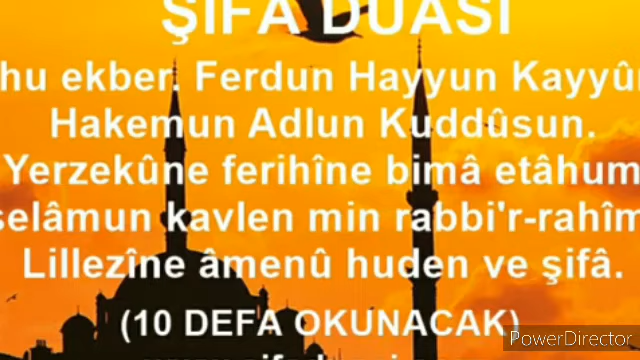 ŞİFA DUASI
hu ekber. Ferdun Hayyun Kayyû
Hakemun Adlun Kuddûsun.
Yerzekûne ferihîne bimâ etâhum
selâmun kavlen min rabbi'r-rahîm
Lillezîne âmenû huden ve şifâ.
(10 DEFA OKUNACAK)
PowerDirector